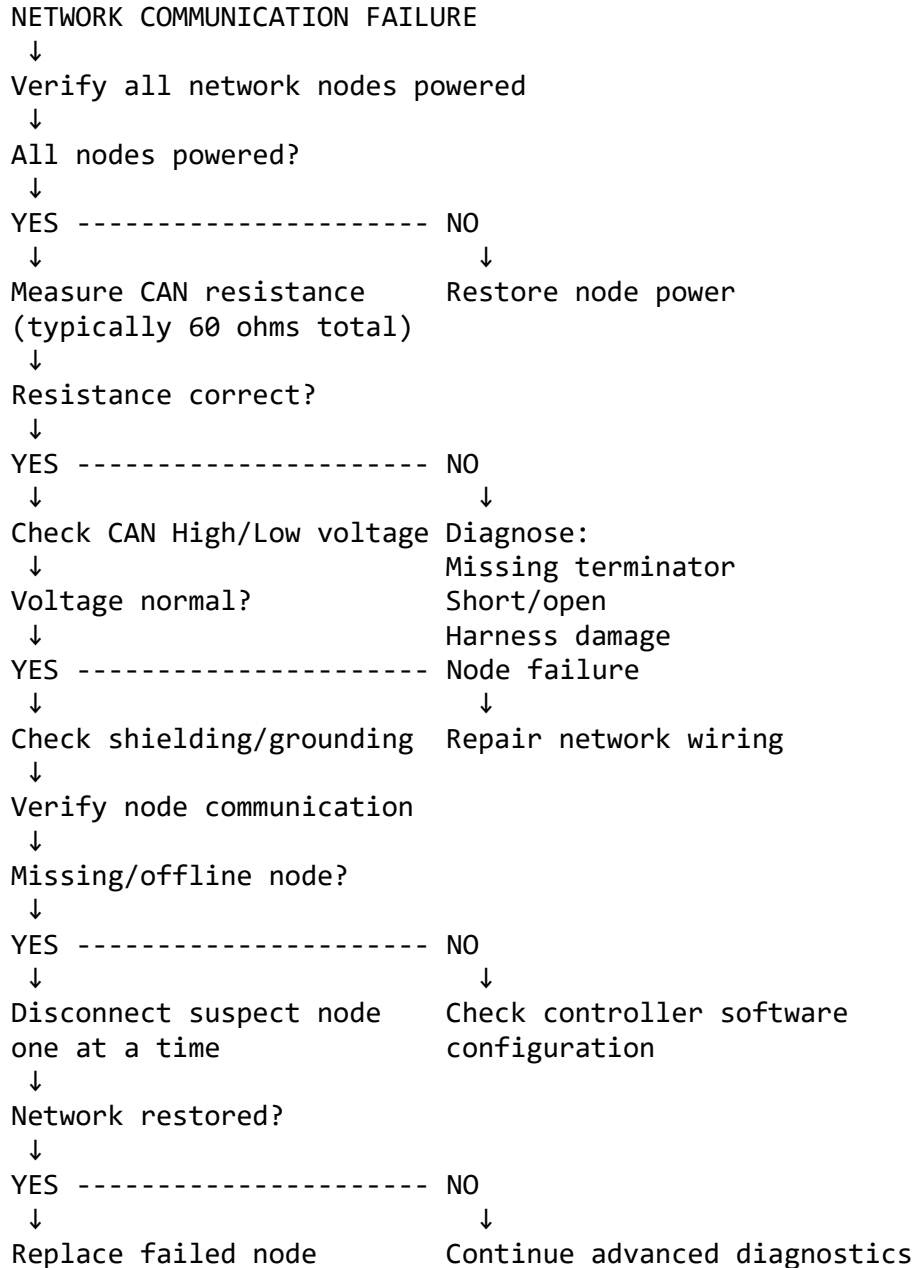 NETWORK COMMUNICATION FAILURE
↓
Verify all network nodes powered
↓
All nodes powered?
↓
YES ---------------------- NO
↓ ↓
Measure CAN resistance Restore node power
(typically 60 ohms total)
↓
Resistance correct?
↓
YES ---------------------- NO
↓ ↓
Check CAN High/Low voltage Diagnose:
↓ Missing terminator
Voltage normal? Short/open
↓ Harness damage
YES ---------------------- Node failure
↓ ↓
Check shielding/grounding Repair network wiring
↓
Verify node communication
↓
Missing/offline node?
↓
YES ---------------------- NO
↓ ↓
Disconnect suspect node Check controller software
one at a time configuration
↓
Network restored?
↓
YES ---------------------- NO
↓ ↓
Replace failed node Continue advanced diagnostics